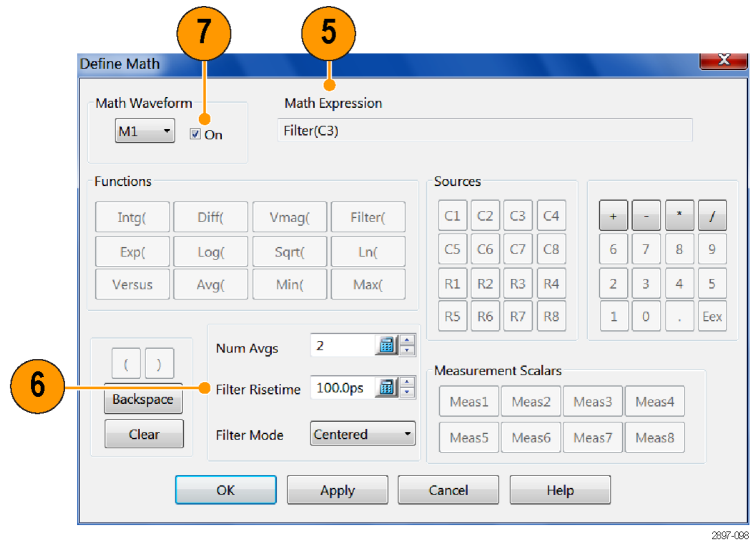 7
5
Define Math
X
Math Waveform
Math Expression
M1
On
Filter(C3)
Functions
Intg( Diff( Vmag( Filter(
Exp( Log( Sqrt( Ln(
Versus Avg( Min( Max(
Sources
C1 C2 C3 C4
C5 C6 C7 C8
R1 R2 R3 R4
R5 R6 R7 R8
+ - * /
6 7 8 9
2 3 4 5
1 0 . Eex
( )
Backspace
Clear
6
Num Avgs 2
Filter Risetime 100.0ps
Filter Mode Centered
Measurement Scalars
Meas1 Meas2 Meas3 Meas4
Meas5 Meas6 Meas7 Meas8
OK Apply Cancel Help
2897-098